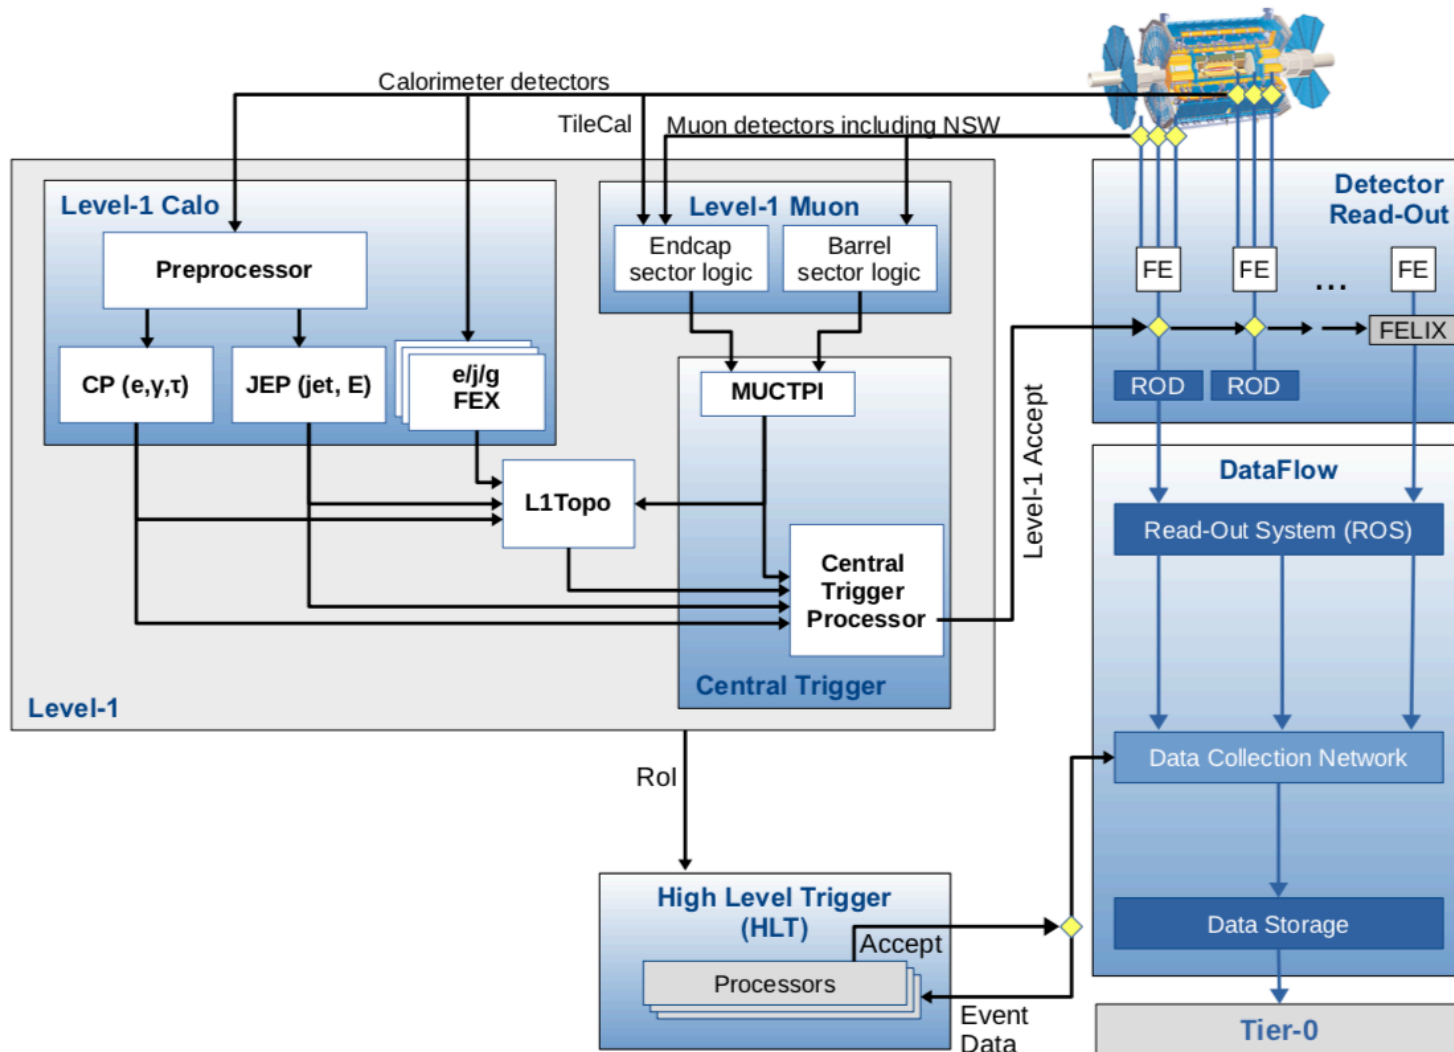 Calorimeter detectors
TileCal
Muon detectors including NSW
Level-1 Calo
Preprocessor
CP (e,γ,τ)
JEP (jet, E)
e/j/g
FEX
Level-1 Muon
Endcap
sector logic
Barrel
sector logic
MUCTPI
L1Topo
Central
Trigger
Processor
Central Trigger
Level-1
Level-1 Accept
Detector
Read-Out
FE
FE
...
FE
FELIX
ROD
ROD
DataFlow
Read-Out System (ROS)
Data Collection Network
Data Storage
Tier-0
RoI
High Level Trigger
(HLT)
Accept
Processors
Event
Data